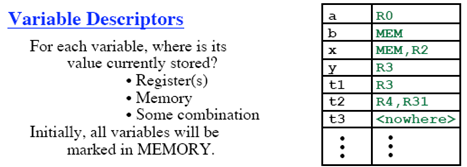 Variable Descriptors
For each variable, where is its
value currently stored?
• Register(s)
• Memory
• Some combination
Initially, all variables will be
marked in MEMORY.
a R0
b MEM
x MEM,R2
y R3
t1 R3
t2 R4,R31
t3 <nowhere>
⋮ ⋮